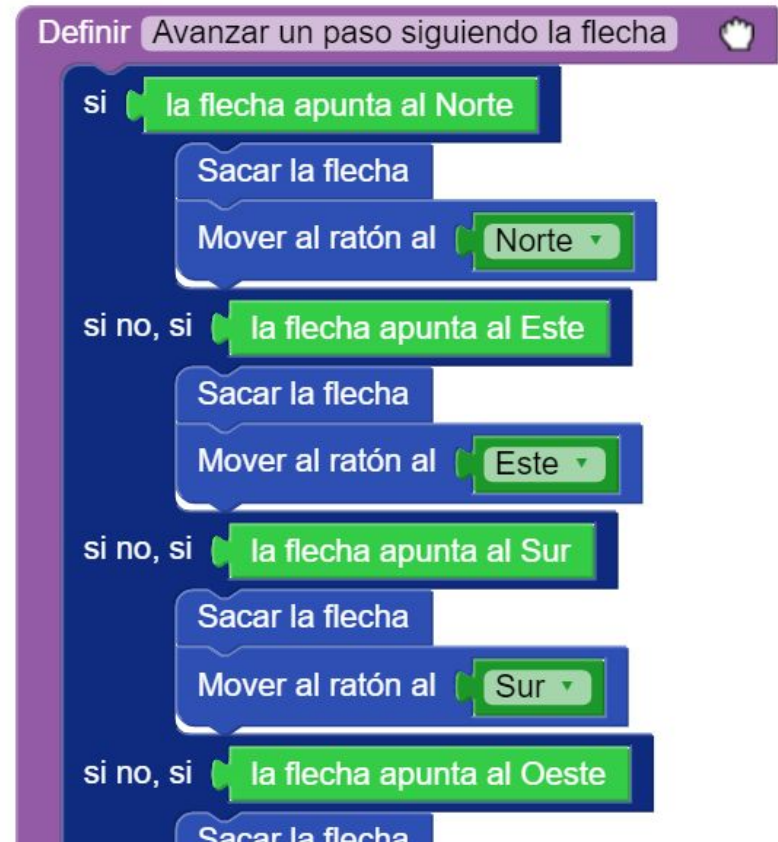 Definir Avanzar un paso siguiendo la flecha
si la flecha apunta al Norte
Sacar la flecha
Mover al ratón al Norte
si no, si la flecha apunta al Este
Sacar la flecha
Mover al ratón al Este
si no, si la flecha apunta al Sur
Sacar la flecha
Mover al ratón al Sur
si no, si la flecha apunta al Oeste
Sacar la flecha